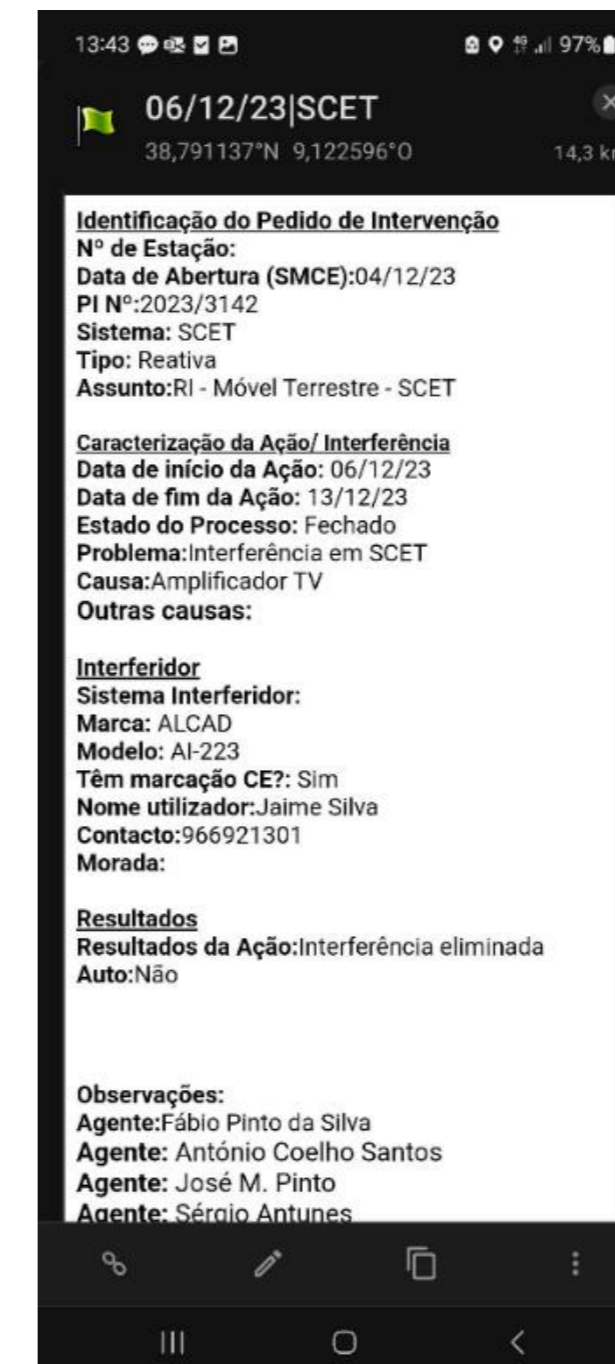 13:43
4G
97%
06/12/23|SCET
38,791137°N 9,122596°O
14,3 k
Identificação do Pedido de Intervenção
Nº de Estação:
Data de Abertura (SMCE):04/12/23
PI Nº:2023/3142
Sistema: SCET
Tipo: Reativa
Assunto:RI - Móvel Terrestre - SCET
Caracterização da Ação/ Interferência
Data de início da Ação: 06/12/23
Data de fim da Ação: 13/12/23
Estado do Processo: Fechado
Problema:Interferência em SCET
Causa:Amplificador TV
Outras causas:
Interferidor
Sistema Interferidor:
Marca: ALCAD
Modelo: AI-223
Têm marcação CE?: Sim
Nome utilizador:Jaime Silva
Contacto:966921301
Morada:
Resultados
Resultados da Ação:Interferência eliminada
Auto:Não
Observações:
Agente:Fábio Pinto da Silva
Agente: António Coelho Santos
Agente: José M. Pinto
Agente: Sérgio Antunes